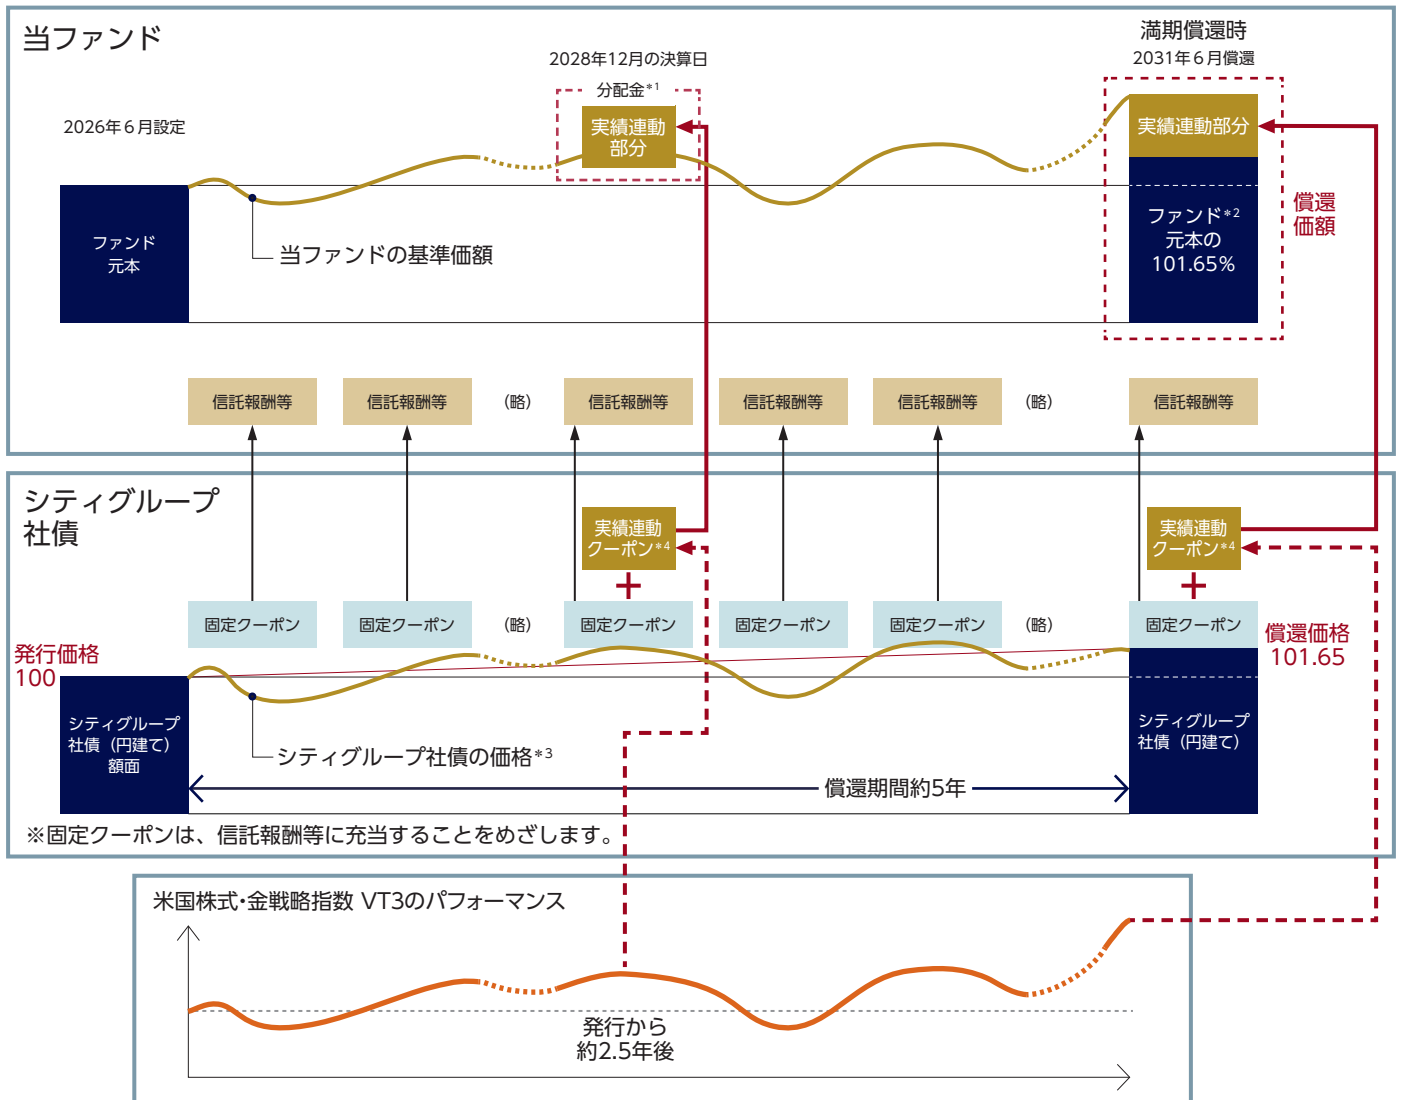 当ファンド
満期償還時
2031年6月償還
2028年12月の決算日
分配金*1
2026年6月設定
実績連動
部分
実績連動部分
ファンド
元本
当ファンドの基準価額
ファンド*2
元本の
101.65%
償還
価額
信託報酬等
信託報酬等
（略）
信託報酬等
信託報酬等
信託報酬等
（略）
信託報酬等
シティグループ
社債
実績連動
クーポン*4
実績連動
クーポン*4
固定クーポン
固定クーポン
（略）
固定クーポン
固定クーポン
固定クーポン
（略）
固定クーポン
発行価格
100
償還価格
101.65
シティグループ
社債（円建て）
額面
シティグループ社債の価格*3
シティグループ
社債（円建て）
償還期間約5年
※固定クーポンは、信託報酬等に充当することをめざします。
米国株式･金戦略指数 VT3のパフォーマンス
発行から
約2.5年後